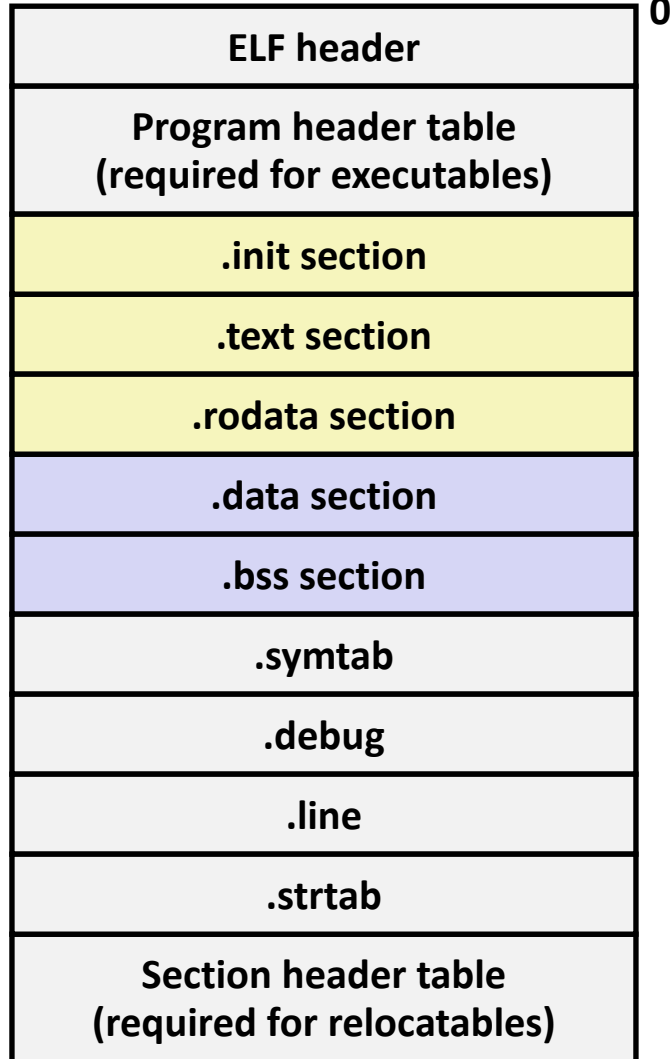 0
ELF header
Program header table
(required for executables)
.init section
.text section
.rodata section
.data section
.bss section
.symtab
.debug
.line
.strtab
Section header table
(required for relocatables)